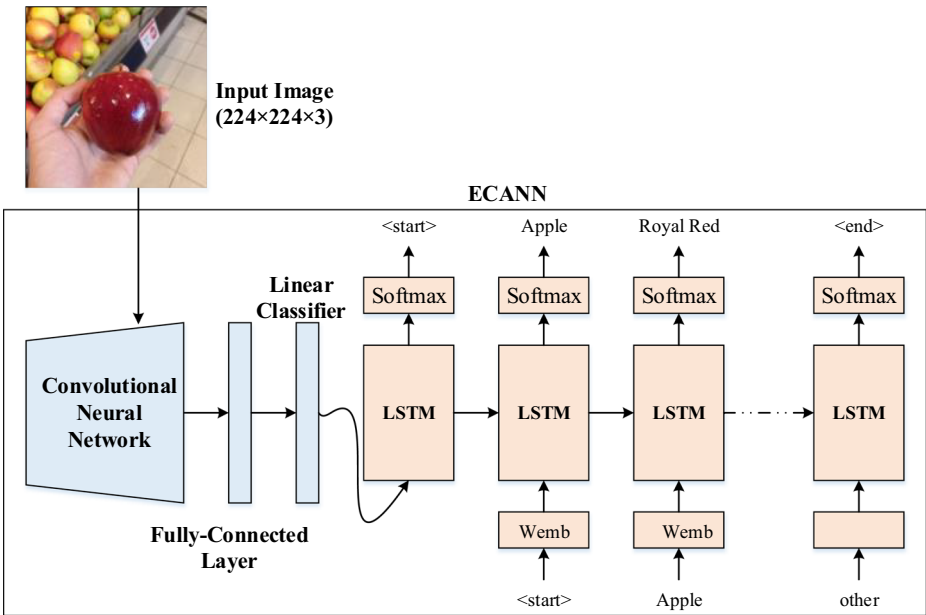 Input Image
(224×224×3)
ECANN
<start>
Apple
Royal Red
<end>
Softmax
Softmax
Softmax
Softmax
Linear
Classifier
Convolutional
Neural
Network
LSTM
LSTM
LSTM
LSTM
Fully-Connected
Layer
Wemb
Wemb
<start>
Apple
other